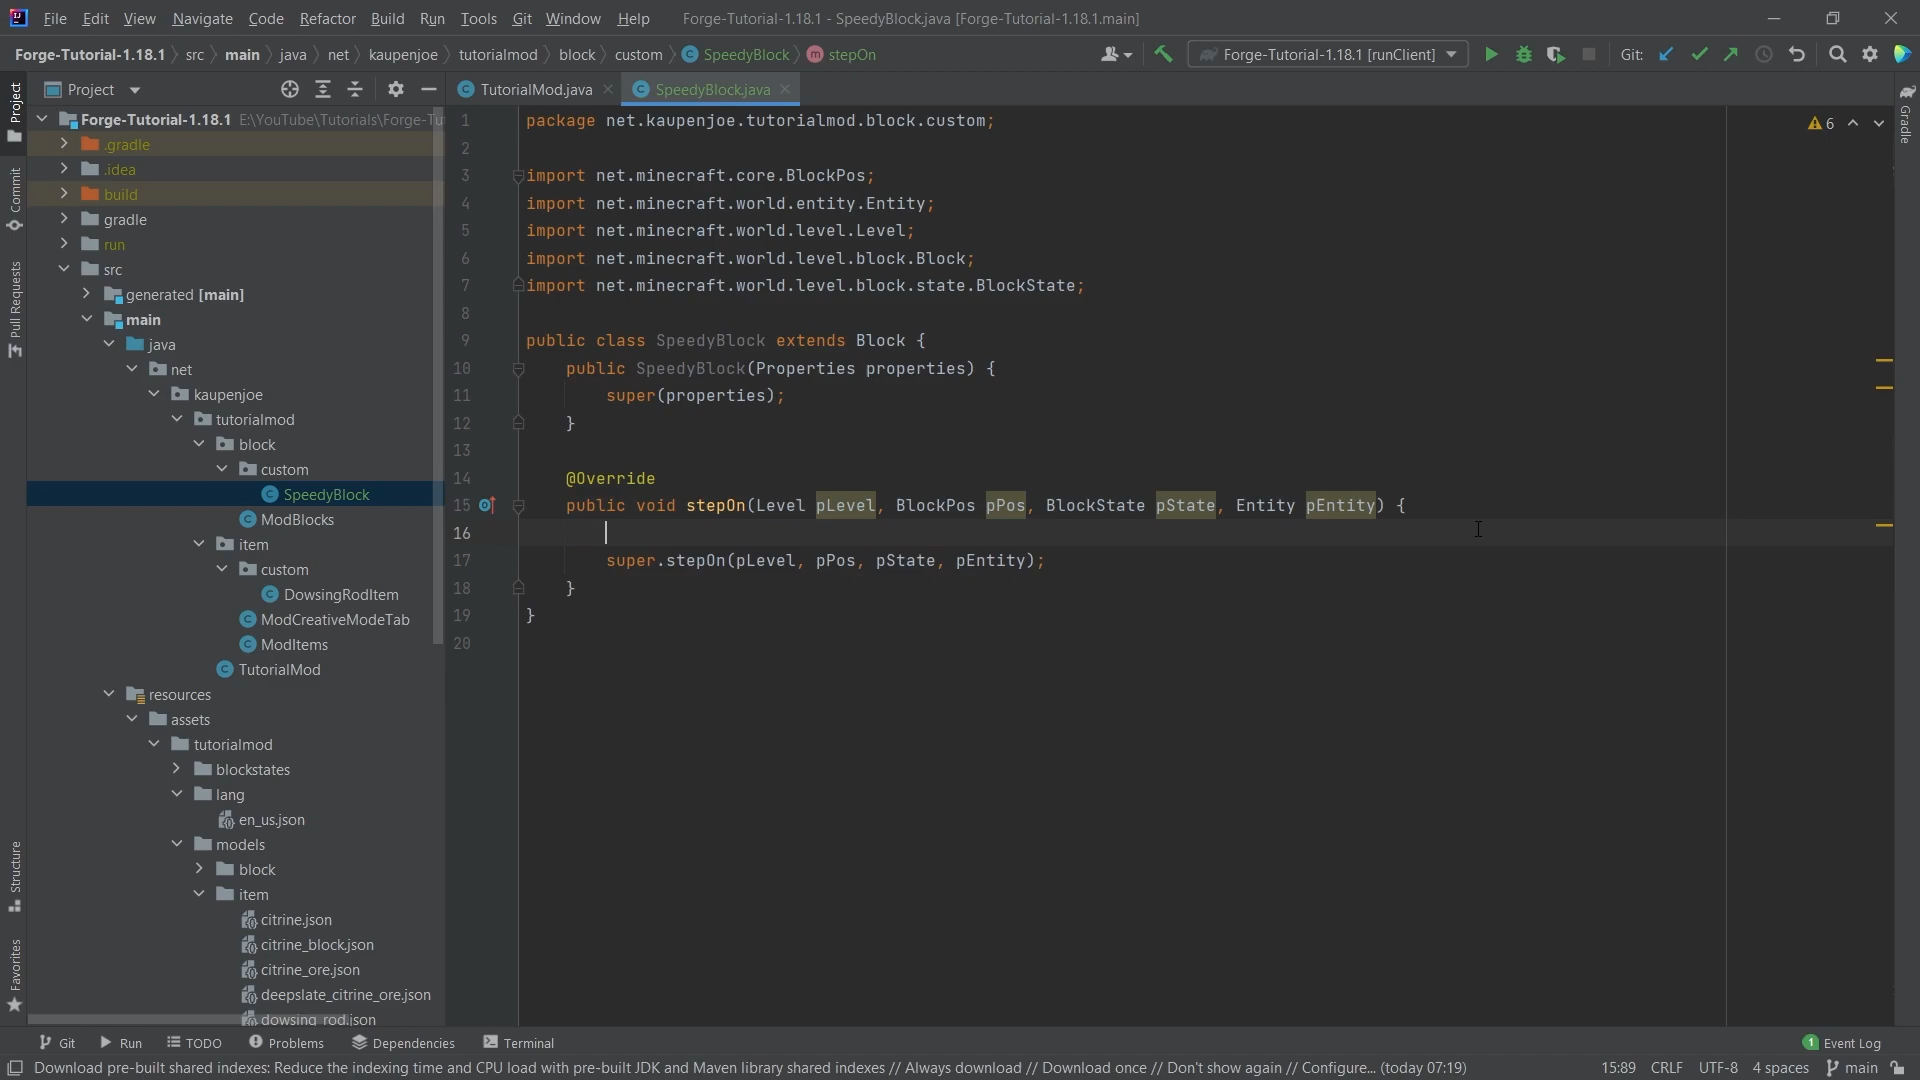 File Edit View Navigate Code Refactor Build Run Tools Git Window Help Forge-Tutorial-1.18.1 - SpeedyBlock.java [Forge-Tutorial-1.18.1.main]
Forge-Tutorial-1.18.1 src main java net kaupenjoe tutorialmod block custom SpeedyBlock stepOn Forge-Tutorial-1.18.1 [runClient] Git:
Project TutorialMod.java SpeedyBlock.java
Project
Commit
Pull Requests
Structure
Favorites
Gradle
Forge-Tutorial-1.18.1 E:\YouTube\Tutorials\Forge-Tu
.gradle
.idea
build
gradle
run
src
generated [main]
main
java
net
kaupenjoe
tutorialmod
block
custom
SpeedyBlock
ModBlocks
item
custom
DowsingRodItem
ModCreativeModeTab
ModItems
TutorialMod
resources
assets
tutorialmod
blockstates
lang
en_us.json
models
block
item
citrine.json
citrine_block.json
citrine_ore.json
deepslate_citrine_ore.json
dowsing_rod.json
6
1 package net.kaupenjoe.tutorialmod.block.custom;
2
3 import net.minecraft.core.BlockPos;
4 import net.minecraft.world.entity.Entity;
5 import net.minecraft.world.level.Level;
6 import net.minecraft.world.level.block.Block;
7 import net.minecraft.world.level.block.state.BlockState;
8
9 public class SpeedyBlock extends Block {
10 public SpeedyBlock(Properties properties) {
11 super(properties);
12 }
13
14 @Override
15 public void stepOn(Level pLevel, BlockPos pPos, BlockState pState, Entity pEntity) {
16
17 super.stepOn(pLevel, pPos, pState, pEntity);
18 }
19 }
20
Git Run TODO Problems Dependencies Terminal 1 Event Log
Download pre-built shared indexes: Reduce the indexing time and CPU load with pre-built JDK and Maven library shared indexes // Always download // Download once // Don't show again // Configure... (today 07:19) 15:89 CRLF UTF-8 4 spaces main